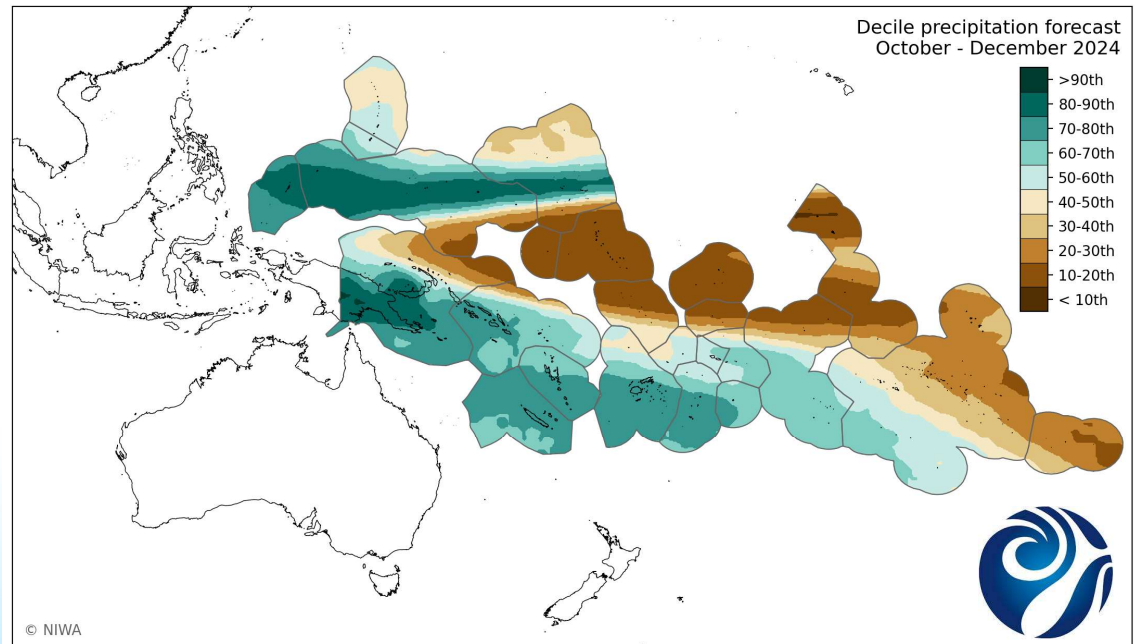 Decile precipitation forecast
October - December 2024
>90th
80-90th
70-80th
60-70th
50-60th
40-50th
30-40th
20-30th
10-20th
< 10th
© NIWA